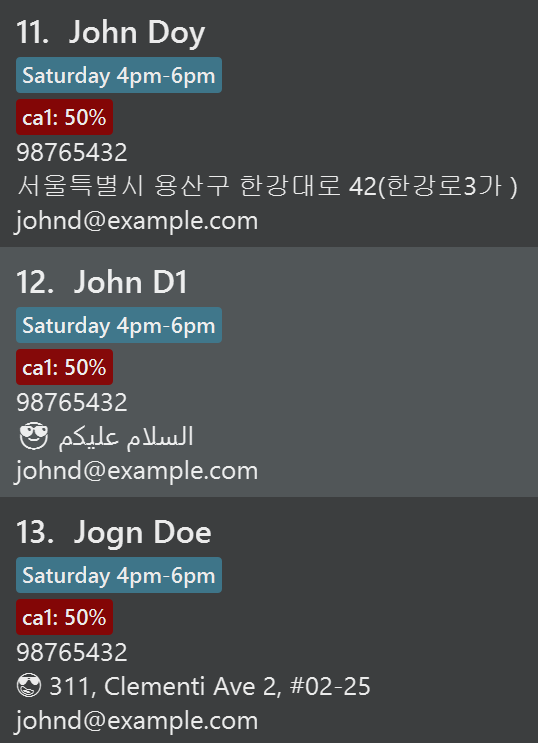 11. John Doy
Saturday 4pm-6pm
ca1: 50%
98765432
서울특별시 용산구 한강대로 42(한강로3가 )
johnd@example.com
12. John D1
Saturday 4pm-6pm
ca1: 50%
98765432
😎 السلام عليكم
johnd@example.com
13. Jogn Doe
Saturday 4pm-6pm
ca1: 50%
98765432
😎 311, Clementi Ave 2, #02-25
johnd@example.com